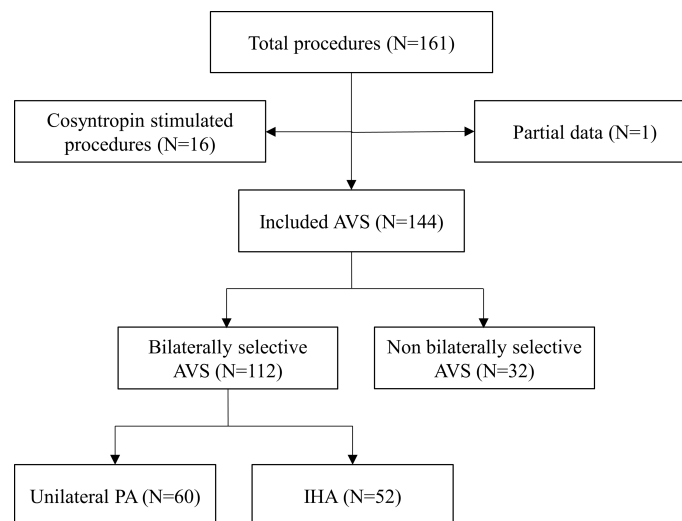 Total procedures (N=161)
Cosyntropin stimulated
procedures (N=16)
Partial data (N=1)
Included AVS (N=144)
Bilaterally selective
AVS (N=112)
Non bilaterally selective
AVS (N=32)
Unilateral PA (N=60)
IHA (N=52)